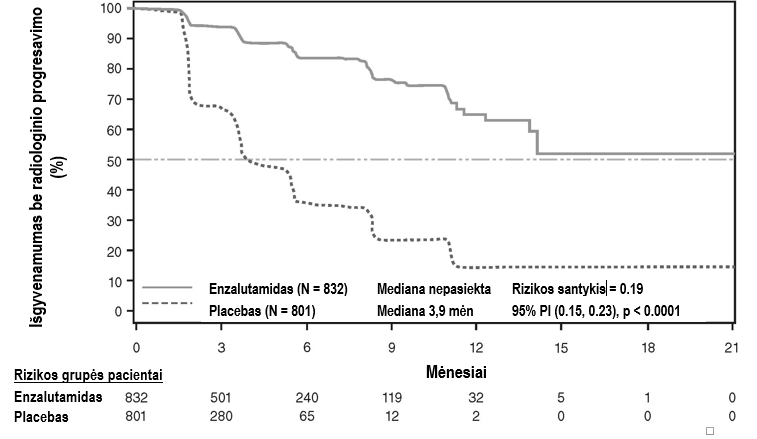 Išgyvenamumas be radiologinio progresavimo
(%)
100
90
80
70
60
50
40
30
20
10
0
Enzalutamidas (N = 832) Mediana nepasiekta Rizikos santykis = 0.19
Placebas (N = 801) Mediana 3,9 mėn 95% PI (0.15, 0.23), p < 0.0001
0 3 6 9 12 15 18 21
Mėnesiai
Rizikos grupės pacientai
Enzalutamidas 832 501 240 119 32 5 1 0
Placebas 801 280 65 12 2 0 0 0